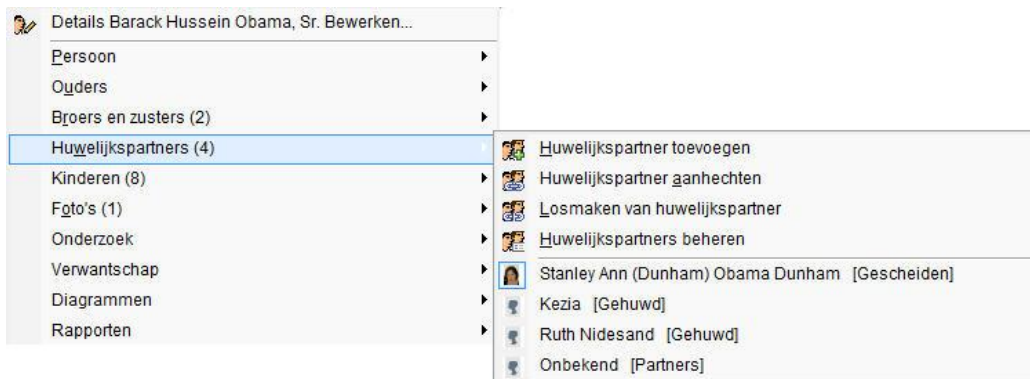 Details Barack Hussein Obama, Sr. Bewerken...
Persoon
Ouders
Broers en zusters (2)
Huwelijkspartners (4)
Kinderen (8)
Foto's (1)
Onderzoek
Verwantschap
Diagrammen
Rapporten
Huwelijkspartner toevoegen
Huwelijkspartner aanhechten
Losmaken van huwelijkspartner
Huwelijkspartners beheren
Stanley Ann (Dunham) Obama Dunham [Gescheiden]
Kezia [Gehuwd]
Ruth Nidesand [Gehuwd]
Onbekend [Partners]